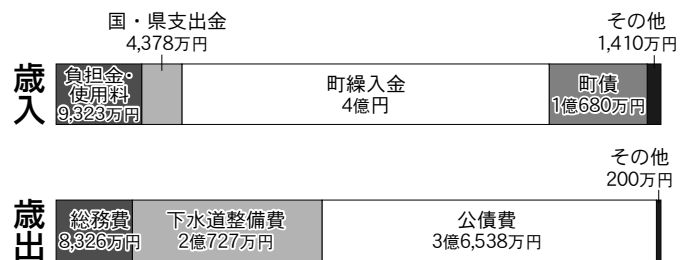 国・県支出金
4,378万円
その他
1,410万円
歳入
負担金・
使用料
9,323万円
町繰入金
4億円
町債
1億680万円
その他
200万円
歳出
総務費
8,326万円
下水道整備費
2億727万円
公債費
3億6,538万円